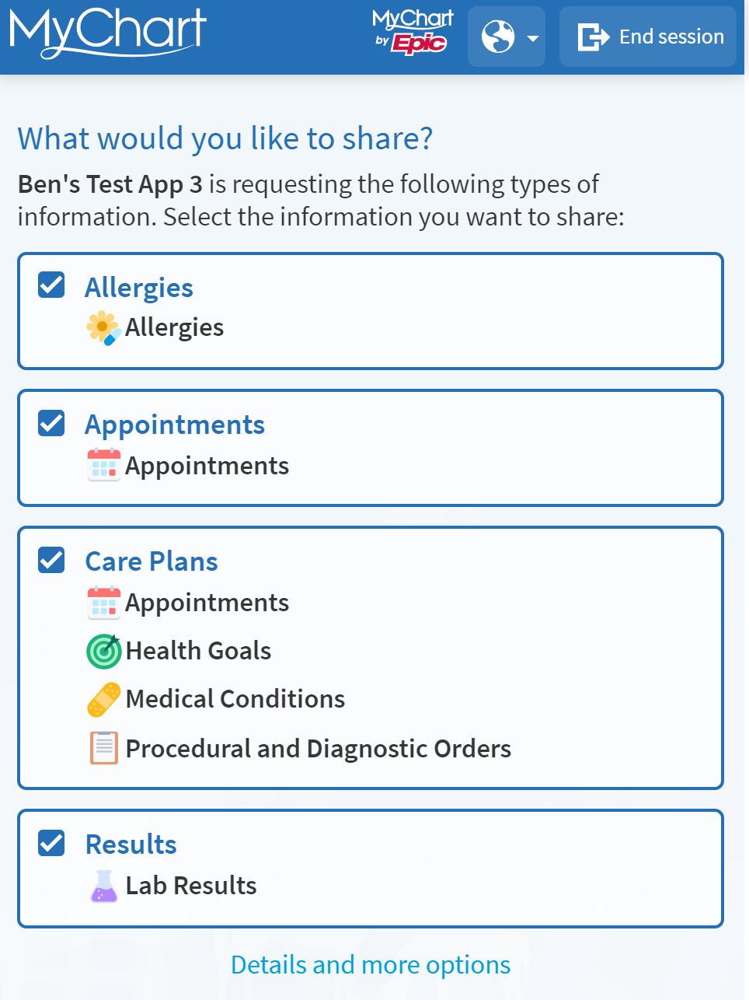 MyChart
MyChart
by Epic
End session
What would you like to share?
Ben's Test App 3 is requesting the following types of
information. Select the information you want to share:
Allergies
Allergies
Appointments
Appointments
Care Plans
Appointments
Health Goals
Medical Conditions
Procedural and Diagnostic Orders
Results
Lab Results
Details and more options